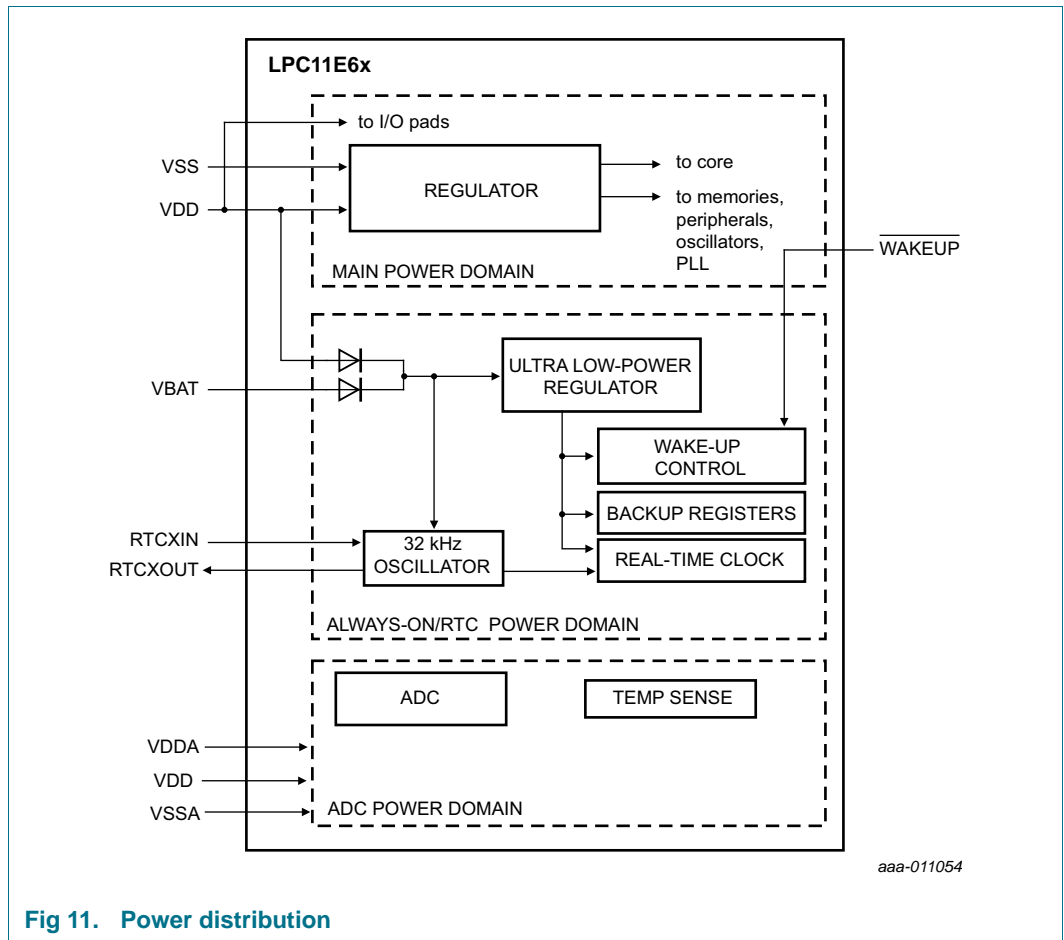 LPC11E6x
to I/O pads
VSS
VDD
REGULATOR
to core
to memories,
peripherals,
oscillators,
PLL
WAKEUP
MAIN POWER DOMAIN
VBAT
ULTRA LOW-POWER
REGULATOR
WAKE-UP
CONTROL
BACKUP REGISTERS
REAL-TIME CLOCK
RTCXIN
RTCXOUT
32 kHz
OSCILLATOR
ALWAYS-ON/RTC POWER DOMAIN
ADC
TEMP SENSE
VDDA
VDD
VSSA
ADC POWER DOMAIN
aaa-011054
Fig 11. Power distribution